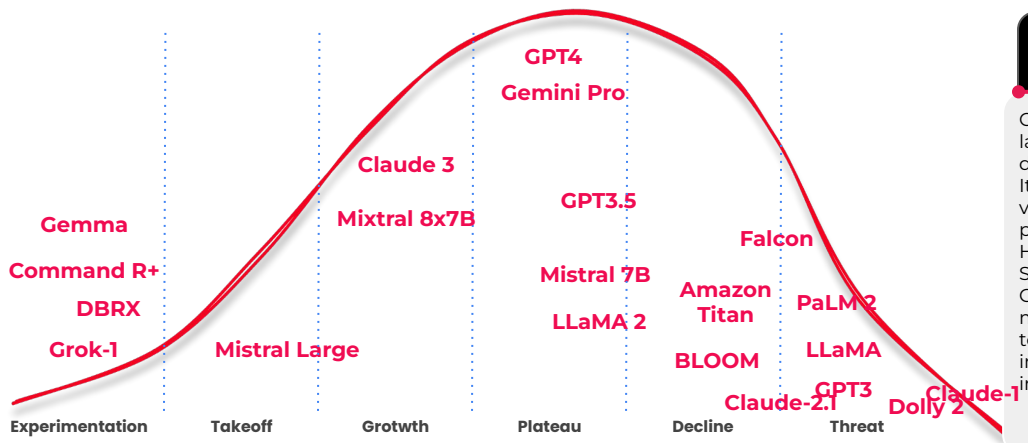 GPT4
Gemini Pro
Claude 3
GPT3.5
Mixtral 8x7B
Gemma
Falcon
Command R+
Mistral 7B
Amazon
Titan
PaLM 2
DBRX
LLaMA 2
Grok-1
Mistral Large
LLaMA
BLOOM
GPT3
Claude-1
Claude-2.1
Dolly 2
Experimentation
Takeoff
Grotwth
Plateau
Decline
Threat